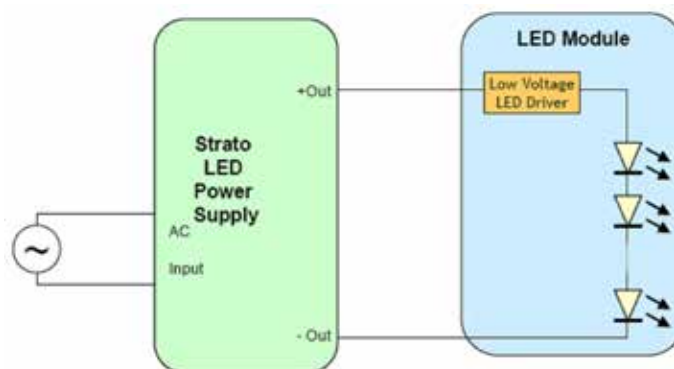 LED Module
+Out
Low Voltage
LED Driver
Strato
LED
Power
Supply
AC
Input
- Out